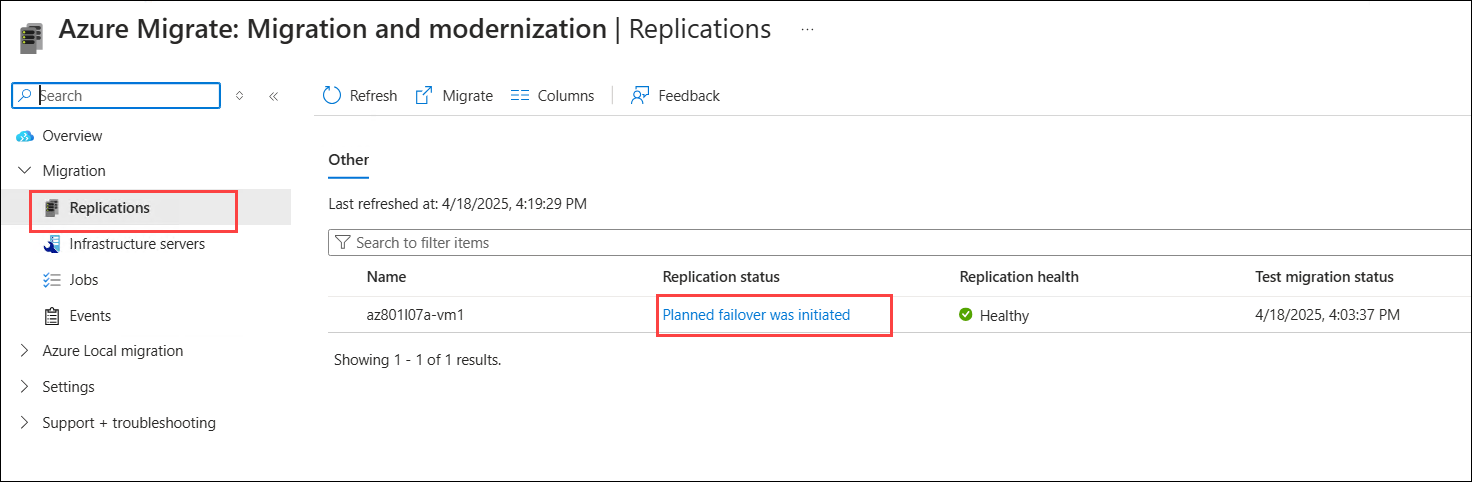 Azure Migrate: Migration and modernization | Replications ...
Search
Refresh Migrate Columns Feedback
Overview
Migration
Replications
Infrastructure servers
Jobs
Events
Azure Local migration
Settings
Support + troubleshooting
Other
Last refreshed at: 4/18/2025, 4:19:29 PM
Search to filter items
Name Replication status Replication health Test migration status
az801l07a-vm1 Planned failover was initiated Healthy 4/18/2025, 4:03:37 PM
Showing 1 - 1 of 1 results.